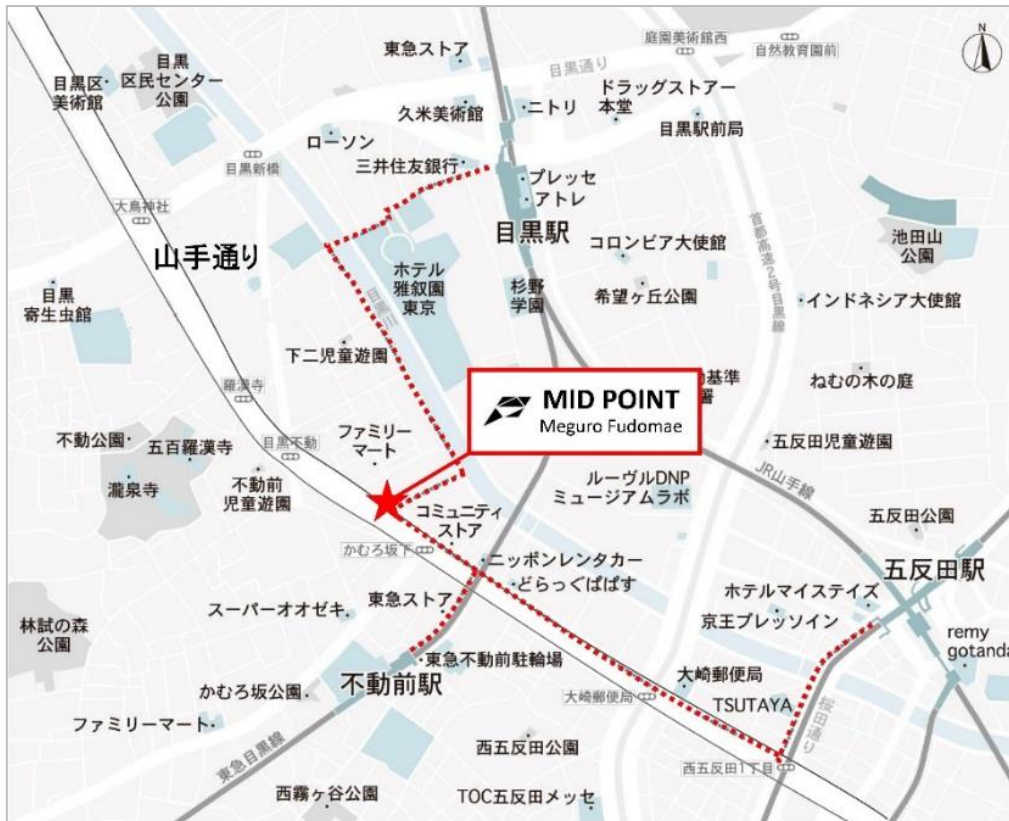 N
東急ストア
庭園美術館西
自然教育園前
目黒通り
目黒区
美術館
目黒
区民センター
公園
久米美術館
ニトリ
ドラッグストアー
本堂
目黒駅前局
ローソン
三井住友銀行
目黒新橋
プレッセ
アトレ
大鳥神社
山手通り
目黒駅
コロンビア大使館
首都高速2号目黒線
池田山
公園
ホテル
雅叙園
東京
目黒川
杉野
学園
希望ヶ丘公園
インドネシア大使館
目黒
寄生虫館
下二児童遊園
羅漢寺
MID POINT
Meguro Fudomae
基準
署
ねむの木の庭
不動公園
五百羅漢寺
目黒不動
ファミリー
マート
五反田児童遊園
瀧泉寺
不動前
児童遊園
ルーヴルDNP
ミュージアムラボ
JR山手線
コミュニティ
ストア
五反田公園
かむろ坂下
ニッポンレンタカー
どらっぐぱぱす
五反田駅
スーパーオオゼキ
東急ストア
ホテルマイステイズ
京王プレッソイン
林試の森
公園
東急不動前駐輪場
remy
gotanda
不動前駅
かむろ坂公園
大崎郵便局
大崎郵便局
TSUTAYA
桜田通り
ファミリーマート
東急目黒線
西五反田公園
西五反田1丁目
西霧ヶ谷公園
TOC五反田メッセ